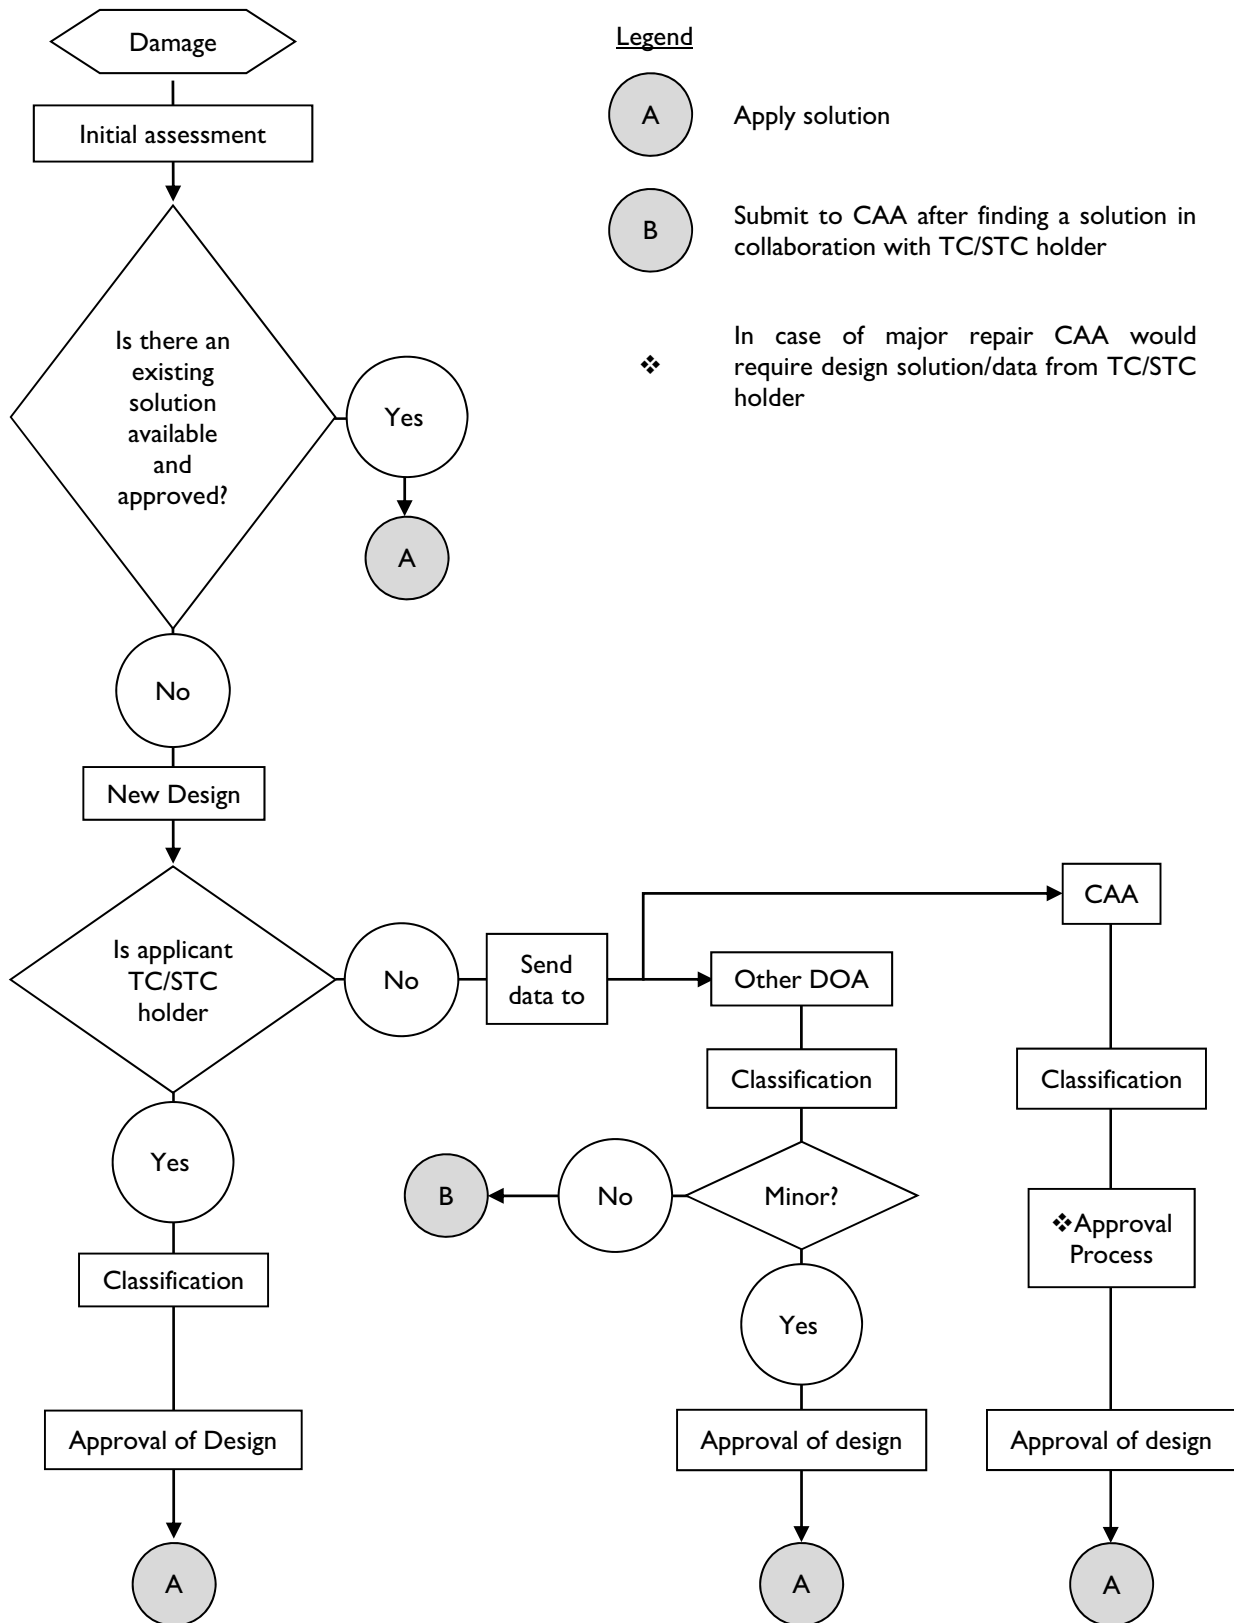 Damage
Legend
Initial assessment
A
Apply solution
B
Submit to CAA after finding a solution in
collaboration with TC/STC holder
❖
In case of major repair CAA would
require design solution/data from TC/STC
holder
Is there an
existing
solution
available
and
approved?
Yes
A
No
New Design
Is applicant
TC/STC
holder
No
Send
data to
Other DOA
CAA
Classification
Classification
Yes
B
No
Minor?
❖Approval
Process
Classification
Yes
Approval of Design
Approval of design
Approval of design
A
A
A